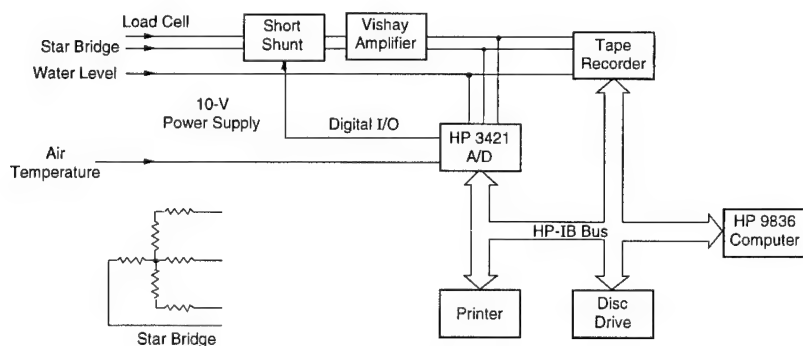 Load Cell
Short
Shunt
Vishay
Amplifier
Tape
Recorder
Star Bridge
Water Level
10-V
Power Supply
Digital I/O
HP 3421
A/D
Air
Temperature
HP-IB Bus
HP 9836
Computer
Printer
Disc
Drive
Star Bridge